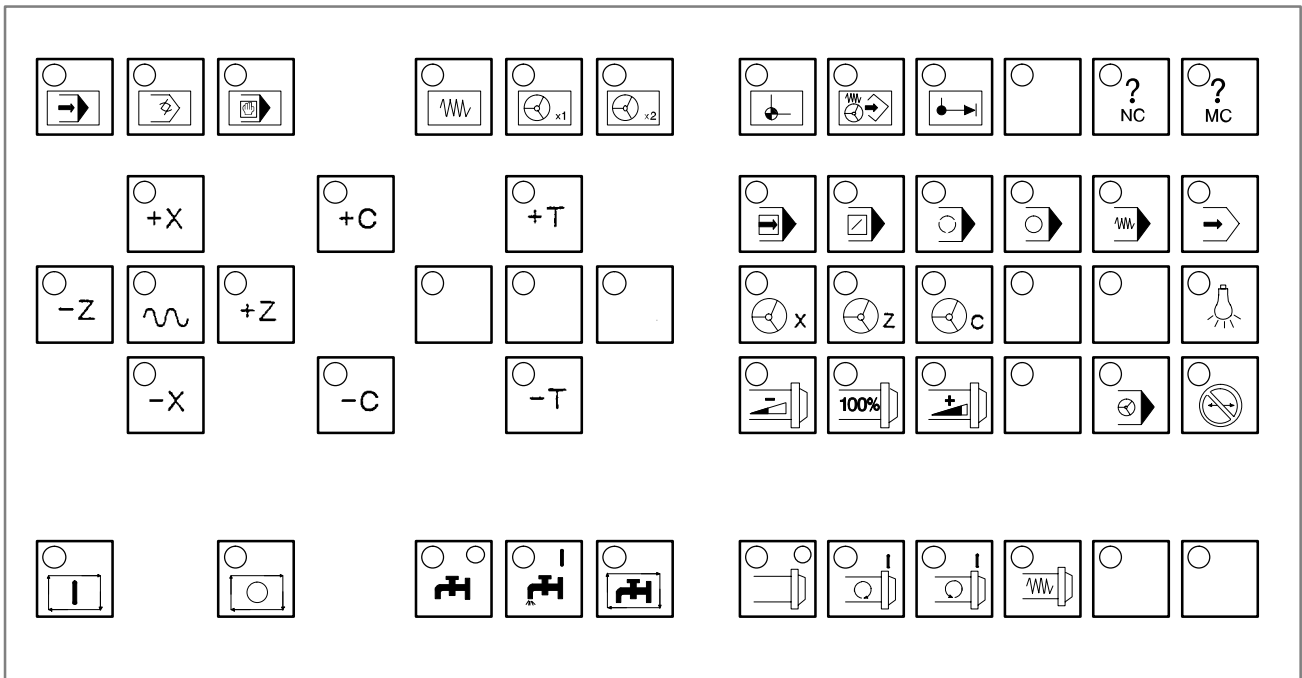 x1 x2 ? NC ? MC
+X +C +T
-Z +Z X Z C
-X -C -T - 100% +
I O
I I I